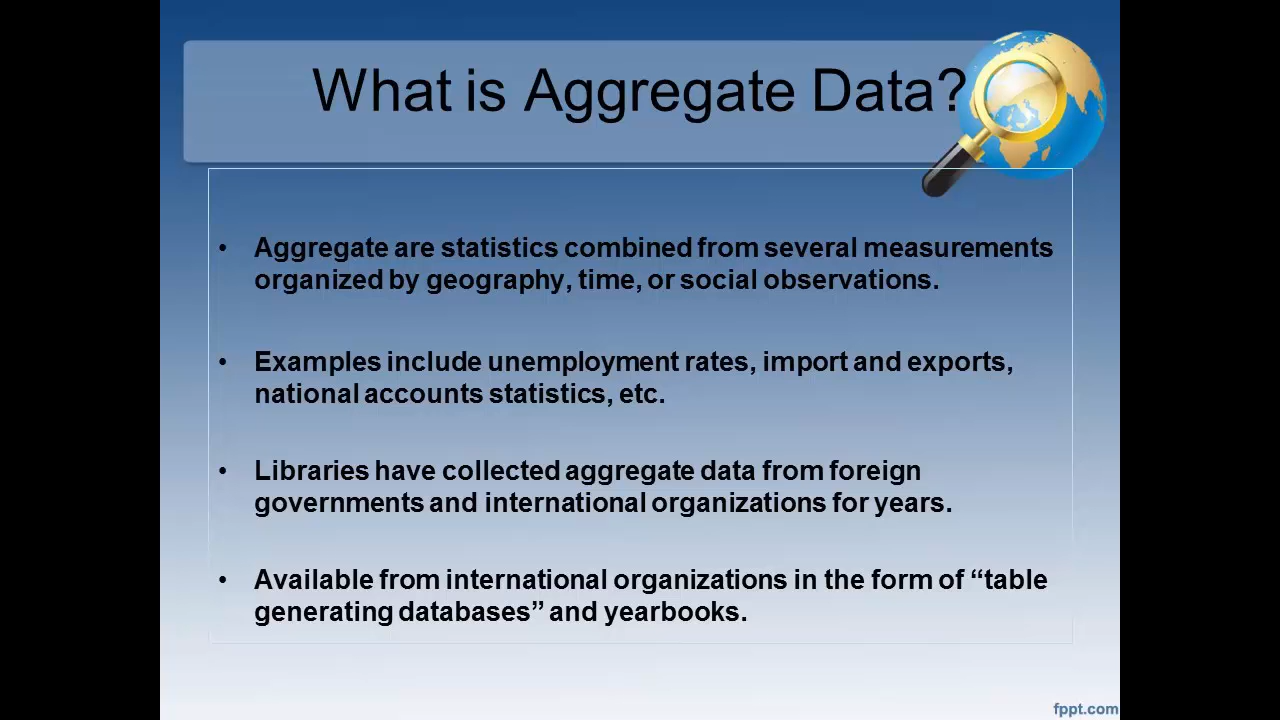 What is Aggregate Data?
• Aggregate are statistics combined from several measurements
organized by geography, time, or social observations.
• Examples include unemployment rates, import and exports,
national accounts statistics, etc.
• Libraries have collected aggregate data from foreign
governments and international organizations for years.
• Available from international organizations in the form of “table
generating databases” and yearbooks.
fppt.com